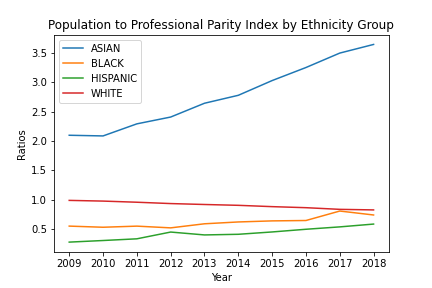 Population to Professional Parity Index by Ethnicity Group
3.5
3.0
2.5
2.0
1.5
1.0
0.5
Ratios
ASIAN
BLACK
HISPANIC
WHITE
2009 2010 2011 2012 2013 2014 2015 2016 2017 2018
Year